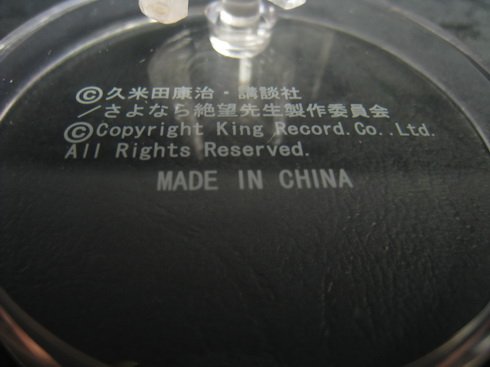 ©久米田康治・講談社
/さよなら絶望先生製作委員会
©Copyright King Record.Co.,Ltd.
All Rights Reserved.
MADE IN CHINA